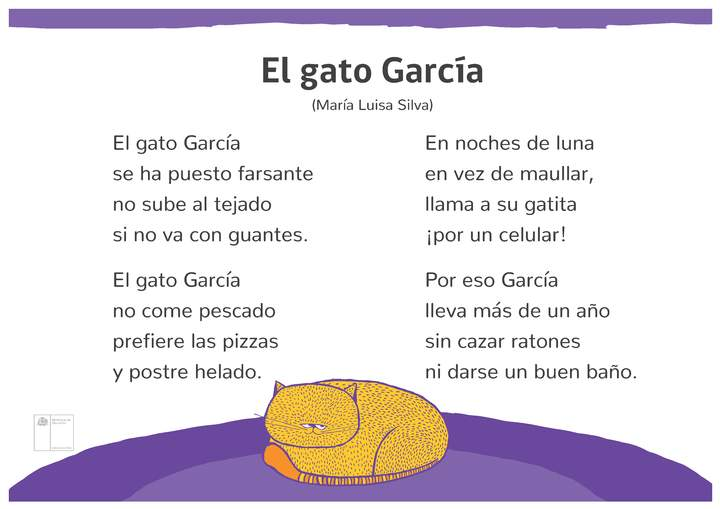 El gato García
(María Luisa Silva)
El gato García
se ha puesto farsante
no sube al tejado
si no va con guantes.
El gato García
no come pescado
prefiere las pizzas
y postre helado.
En noches de luna
en vez de maullar,
llama a su gatita
¡por un celular!
Por eso García
lleva más de un año
sin cazar ratones
ni darse un buen baño.